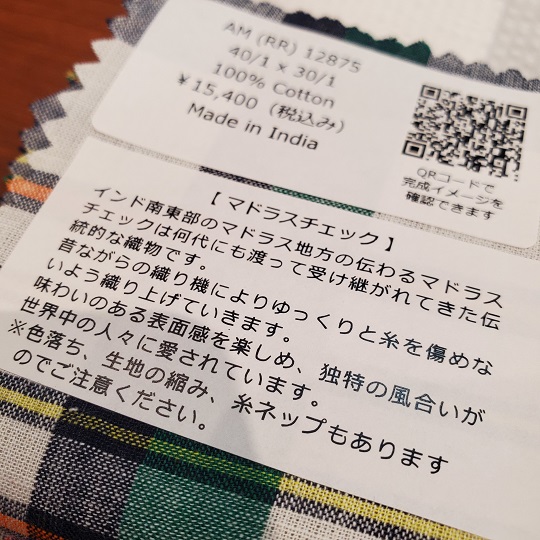 AM (RR) 12875
40/1 x 30/1
100% Cotton
￥15,400（税込み）
Made in India
QRコードで
完成イメージを
確認できます
【 マドラスチェック 】
インド南東部のマドラス地方の伝わるマドラス
チェックは何代にも渡って受け継がれてきた伝
統的な織物です。
昔ながらの織り機によりゆっくりと糸を傷めな
いよう織り上げていきます。
味わいのある表面感を楽しめ、独特の風合いが
世界中の人々に愛されています。
※色落ち、生地の縮み、糸ネップもあります
のでご注意ください。